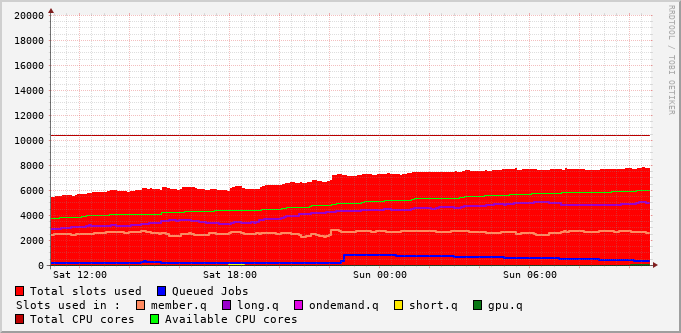 RRDTOOL / TOBI OETIKER
20000
18000
16000
14000
12000
10000
8000
6000
4000
2000
0
Sat 12:00 Sat 18:00 Sun 00:00 Sun 06:00
Total slots used Queued Jobs
Slots used in : member.q long.q ondemand.q short.q gpu.q
Total CPU cores Available CPU cores